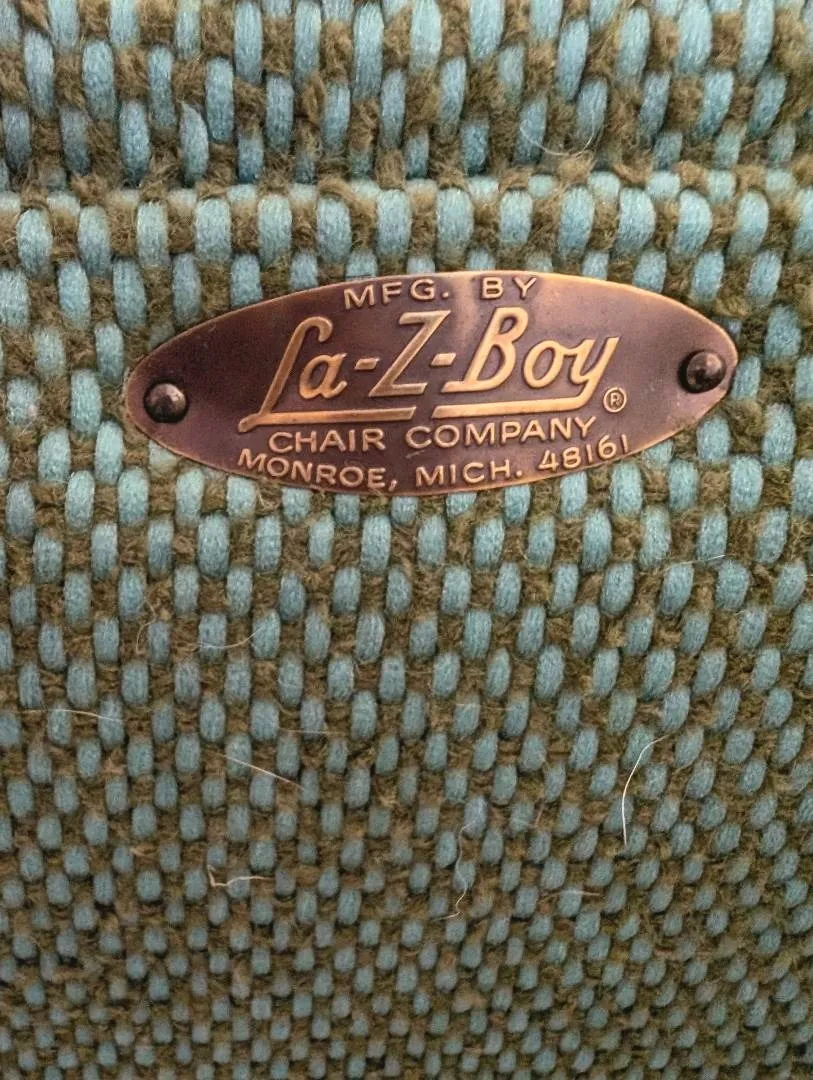 MFG. BY
La-Z-Boy ®
CHAIR COMPANY
MONROE, MICH. 48161